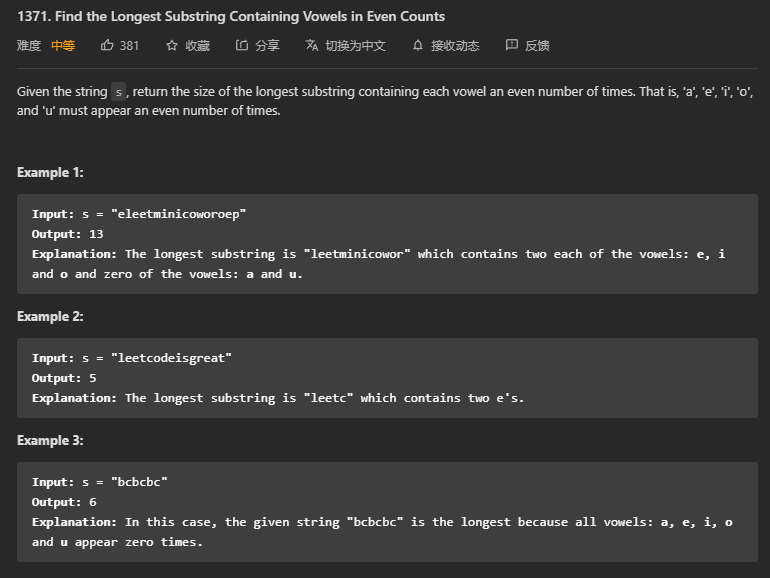 1371. Find the Longest Substring Containing Vowels in Even Counts
难度 中等 381 收藏 分享 切换为中文 接收动态 反馈
Given the string s, return the size of the longest substring containing each vowel an even number of times. That is, 'a', 'e', 'i', 'o',
and 'u' must appear an even number of times.
Example 1:
Input: s = "eleetminicoworoep"
Output: 13
Explanation: The longest substring is "leetminicowor" which contains two each of the vowels: e, i
and o and zero of the vowels: a and u.
Example 2:
Input: s = "leetcodeisgreat"
Output: 5
Explanation: The longest substring is "leetc" which contains two e's.
Example 3:
Input: s = "bcbcbc"
Output: 6
Explanation: In this case, the given string "bcbcbc" is the longest because all vowels: a, e, i, o
and u appear zero times.